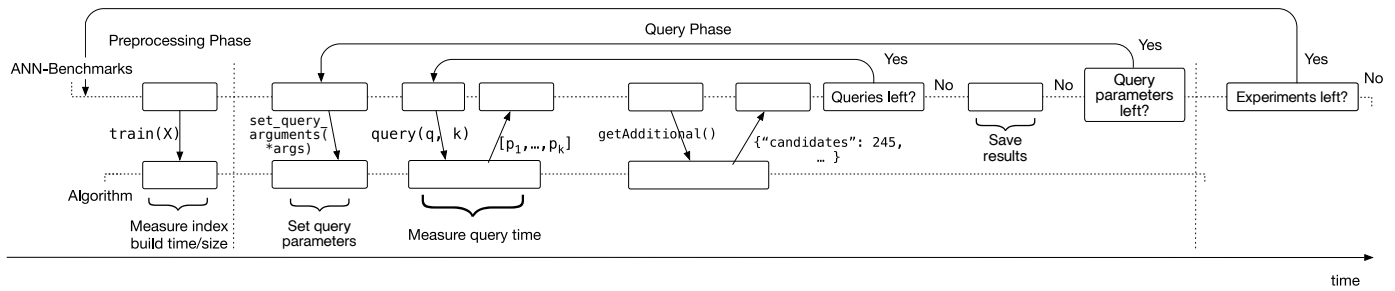 Preprocessing Phase
Query Phase
ANN-Benchmarks
Yes
Yes
Yes
No
No
No
Queries left?
Query
parameters
left?
Experiments left?
train(X)
set_query_
arguments(
*args)
query(q, k)
[p1,…,pk]
getAdditional()
{“candidates”: 245,
… }
Save
results
Algorithm
Measure index
build time/size
Set query
parameters
Measure query time
time